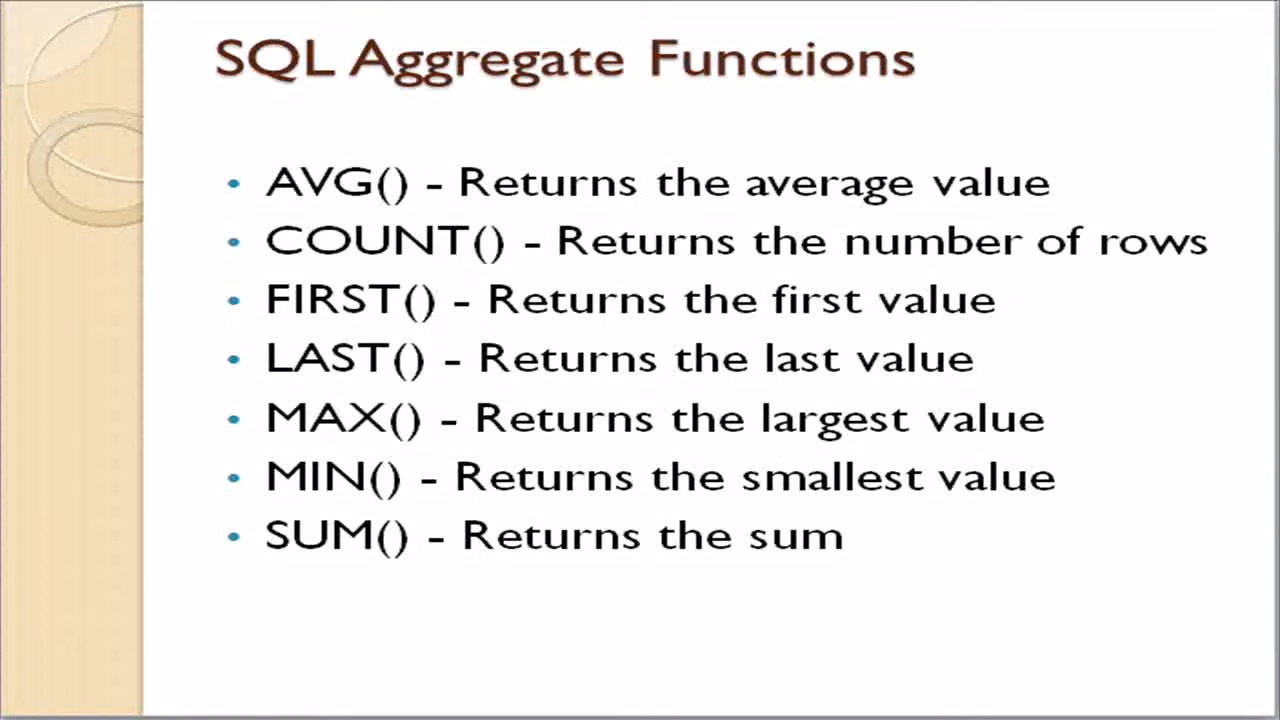 SQL Aggregate Functions
• AVG() - Returns the average value
• COUNT() - Returns the number of rows
• FIRST() - Returns the first value
• LAST() - Returns the last value
• MAX() - Returns the largest value
• MIN() - Returns the smallest value
• SUM() - Returns the sum